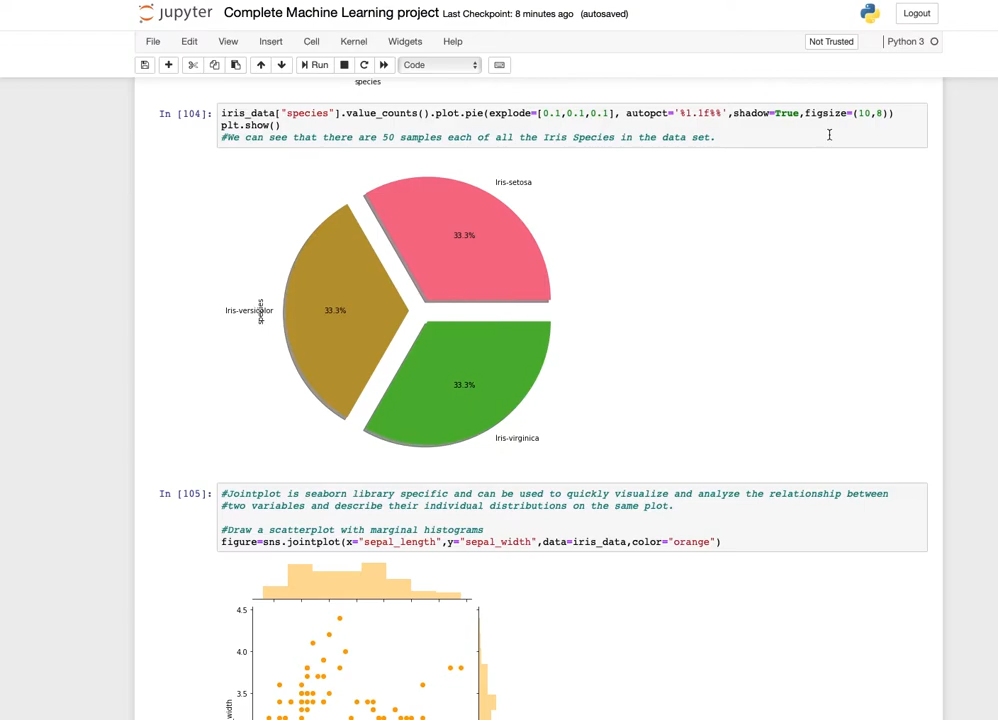 jupyter Complete Machine Learning project Last Checkpoint: 8 minutes ago (autosaved) Logout
File Edit View Insert Cell Kernel Widgets Help Not Trusted Python 3
Run Code
species
In [104]: iris_data["species"].value_counts().plot.pie(explode=[0.1,0.1,0.1], autopct='%1.1f%%',shadow=True,figsize=(10,8))
plt.show()
#We can see that there are 50 samples each of all the Iris Species in the data set.
Iris-setosa
33.3%
Iris-versicolor
species
33.3%
33.3%
Iris-virginica
In [105]: #Jointplot is seaborn library specific and can be used to quickly visualize and analyze the relationship between
#two variables and describe their individual distributions on the same plot.
#Draw a scatterplot with marginal histograms
figure=sns.jointplot(x="sepal_length",y="sepal_width",data=iris_data,color="orange")
4.5
4.0
3.5
_width